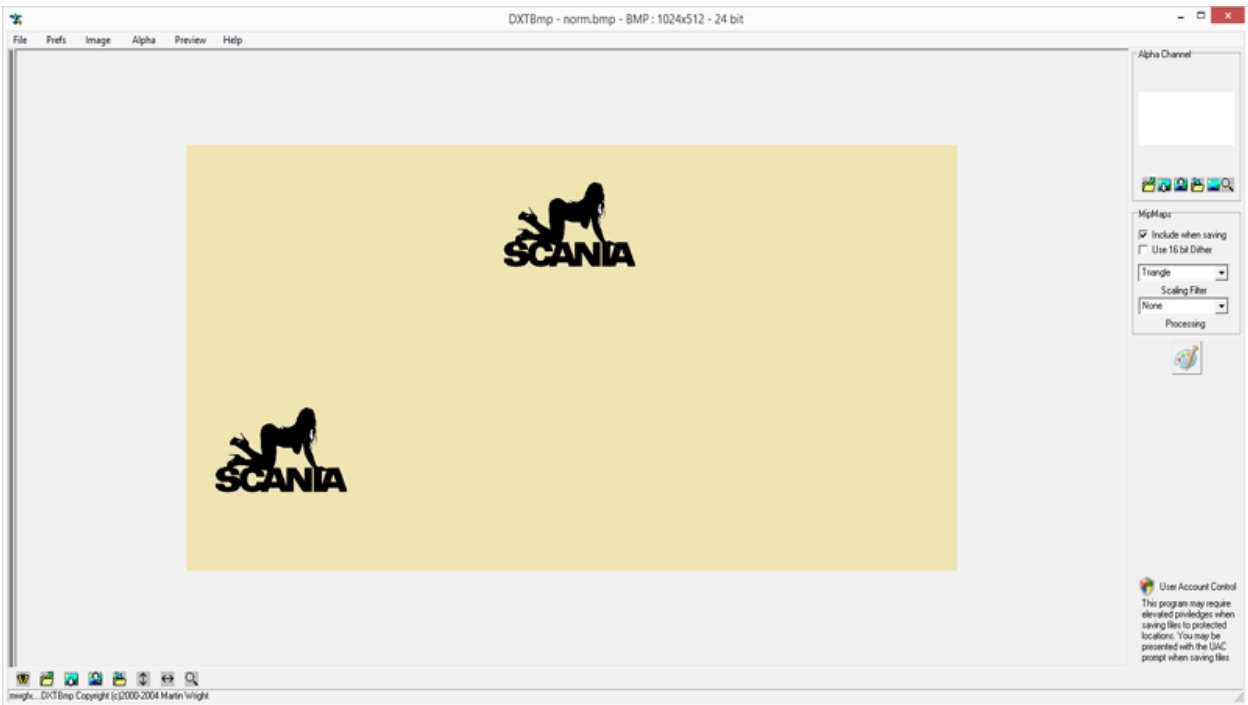 DXTBmp - norm.bmp - BMP : 1024x512 - 24 bit
File Prefs Image Alpha Preview Help
Alpha Channel
SCANIA
MipMaps
Include when saving
Use 16 bit Dither
Triangle
Scaling Filter
None
Processing
SCANIA
User Account Control
This program may require
elevated priviledges when
saving files to protected
locations. You may be
presented with the UAC
prompt when saving files
mwgfx....DXTBmp Copyright (c)2000-2004 Martin Wright